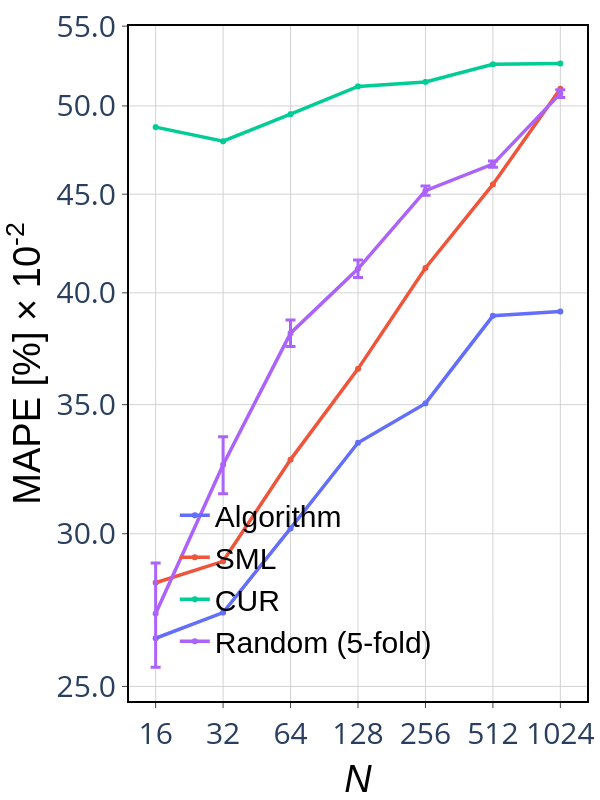 55.0
50.0
45.0
40.0
35.0
30.0
25.0
MAPE [%] × 10⁻²
Algorithm
SML
CUR
Random (5-fold)
16 32 64 128 256 512 1024
N